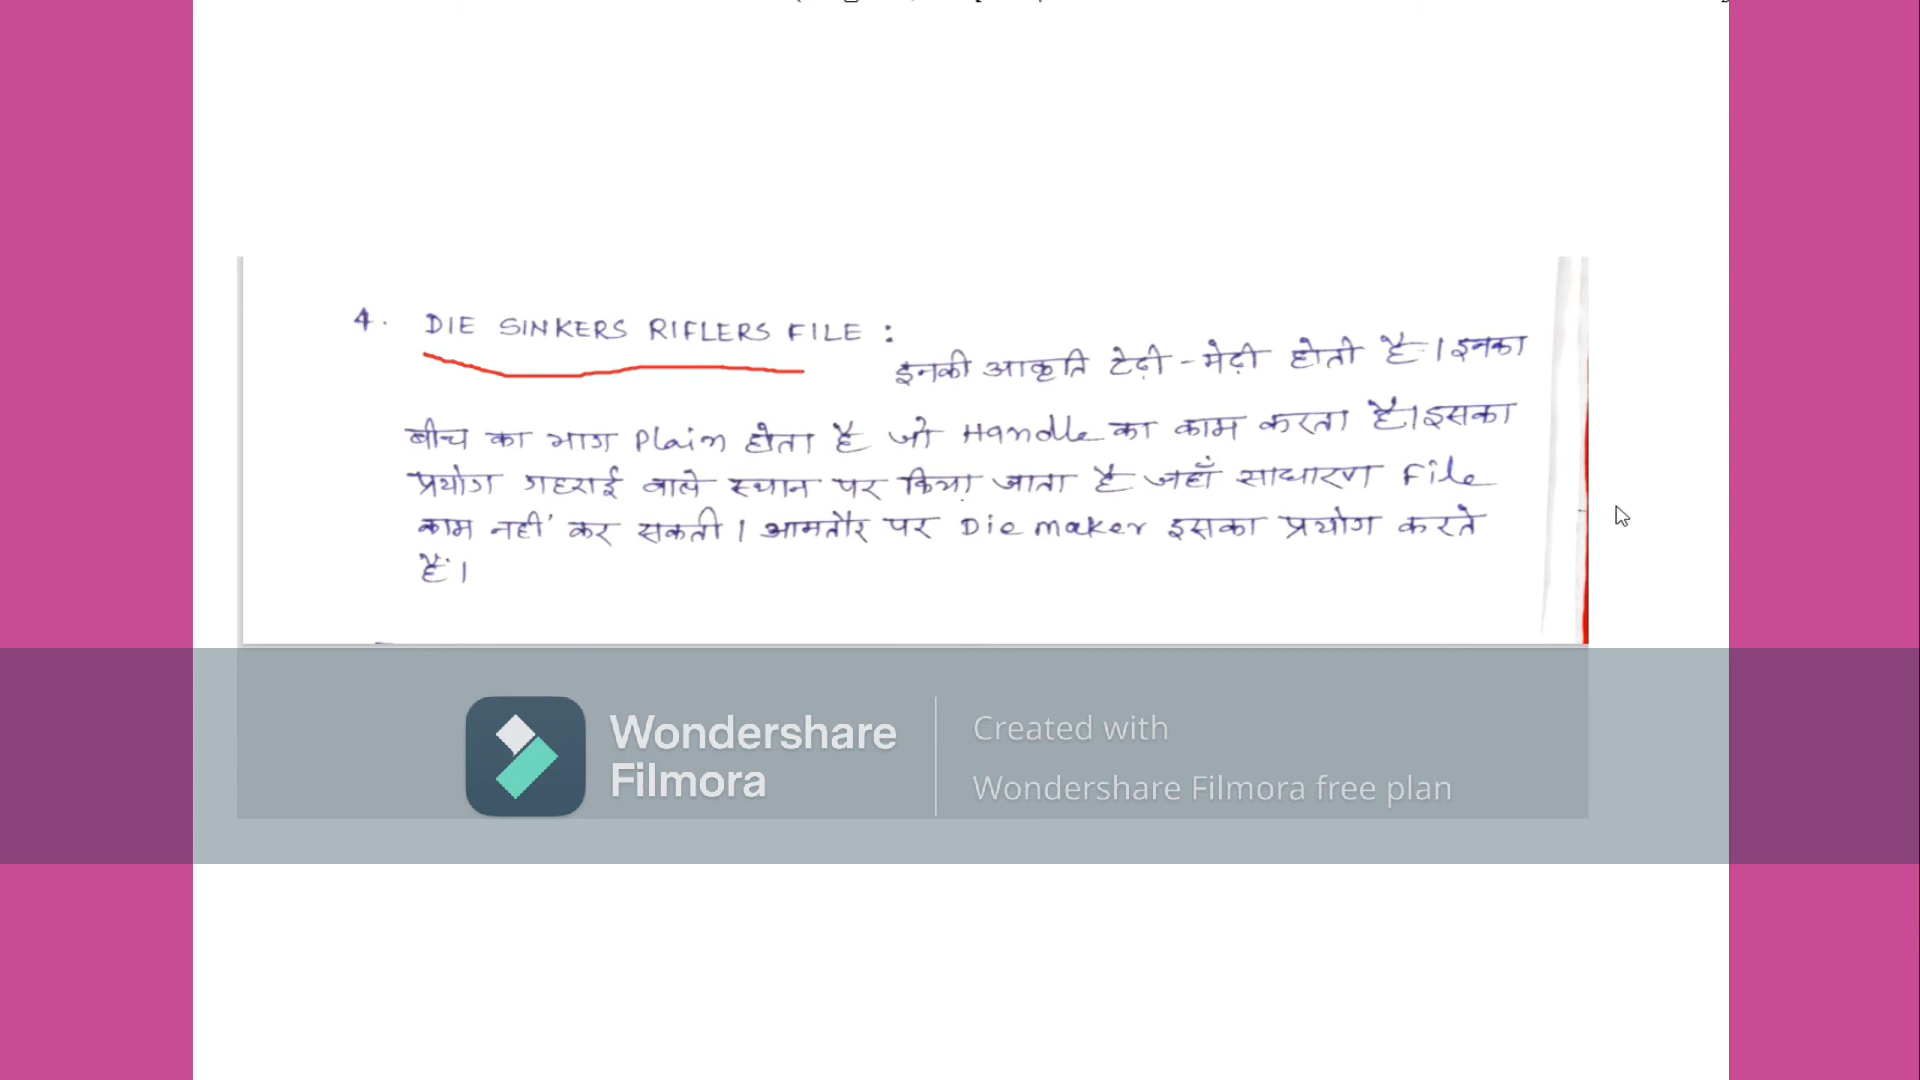 4. DIE SINKERS RIFLERS FILE :
इनकी आकृति टेढ़ी-मेढ़ी होती है। इनका
बीच का भाग Plain होता है जो Handle का काम करता है। इसका
प्रयोग गहराई वाले स्थान पर किया जाता है जहाँ साधारण File
काम नहीं कर सकती। आमतौर पर Die maker इसका प्रयोग करते
हैं।
Wondershare
Filmora
Created with
Wondershare Filmora free plan